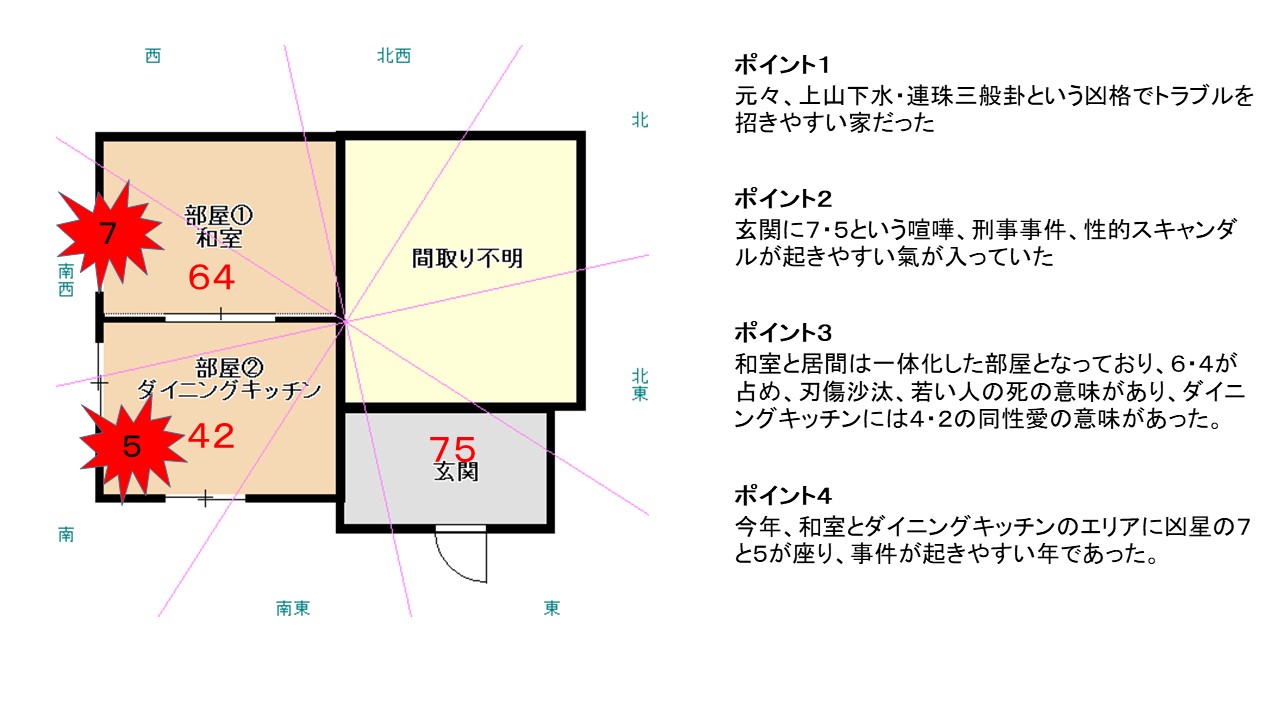 西
北西
北
部屋①
和室
64
7
間取り不明
南
西
部屋②
ダイニングキッチン
42
5
75
玄関
北
東
南
南東
東
ポイント1
元々、上山下水・連珠三般卦という凶格でトラブルを
招きやすい家だった
ポイント2
玄関に７・５という喧嘩、刑事事件、性的スキャンダ
ルが起きやすい氣が入っていた
ポイント3
和室と居間は一体化した部屋となっており、６・４が
占め、刃傷沙汰、若い人の死の意味があり、ダイニ
ングキッチンには４・２の同性愛の意味があった。
ポイント4
今年、和室とダイニングキッチンのエリアに凶星の７
と５が座り、事件が起きやすい年であった。